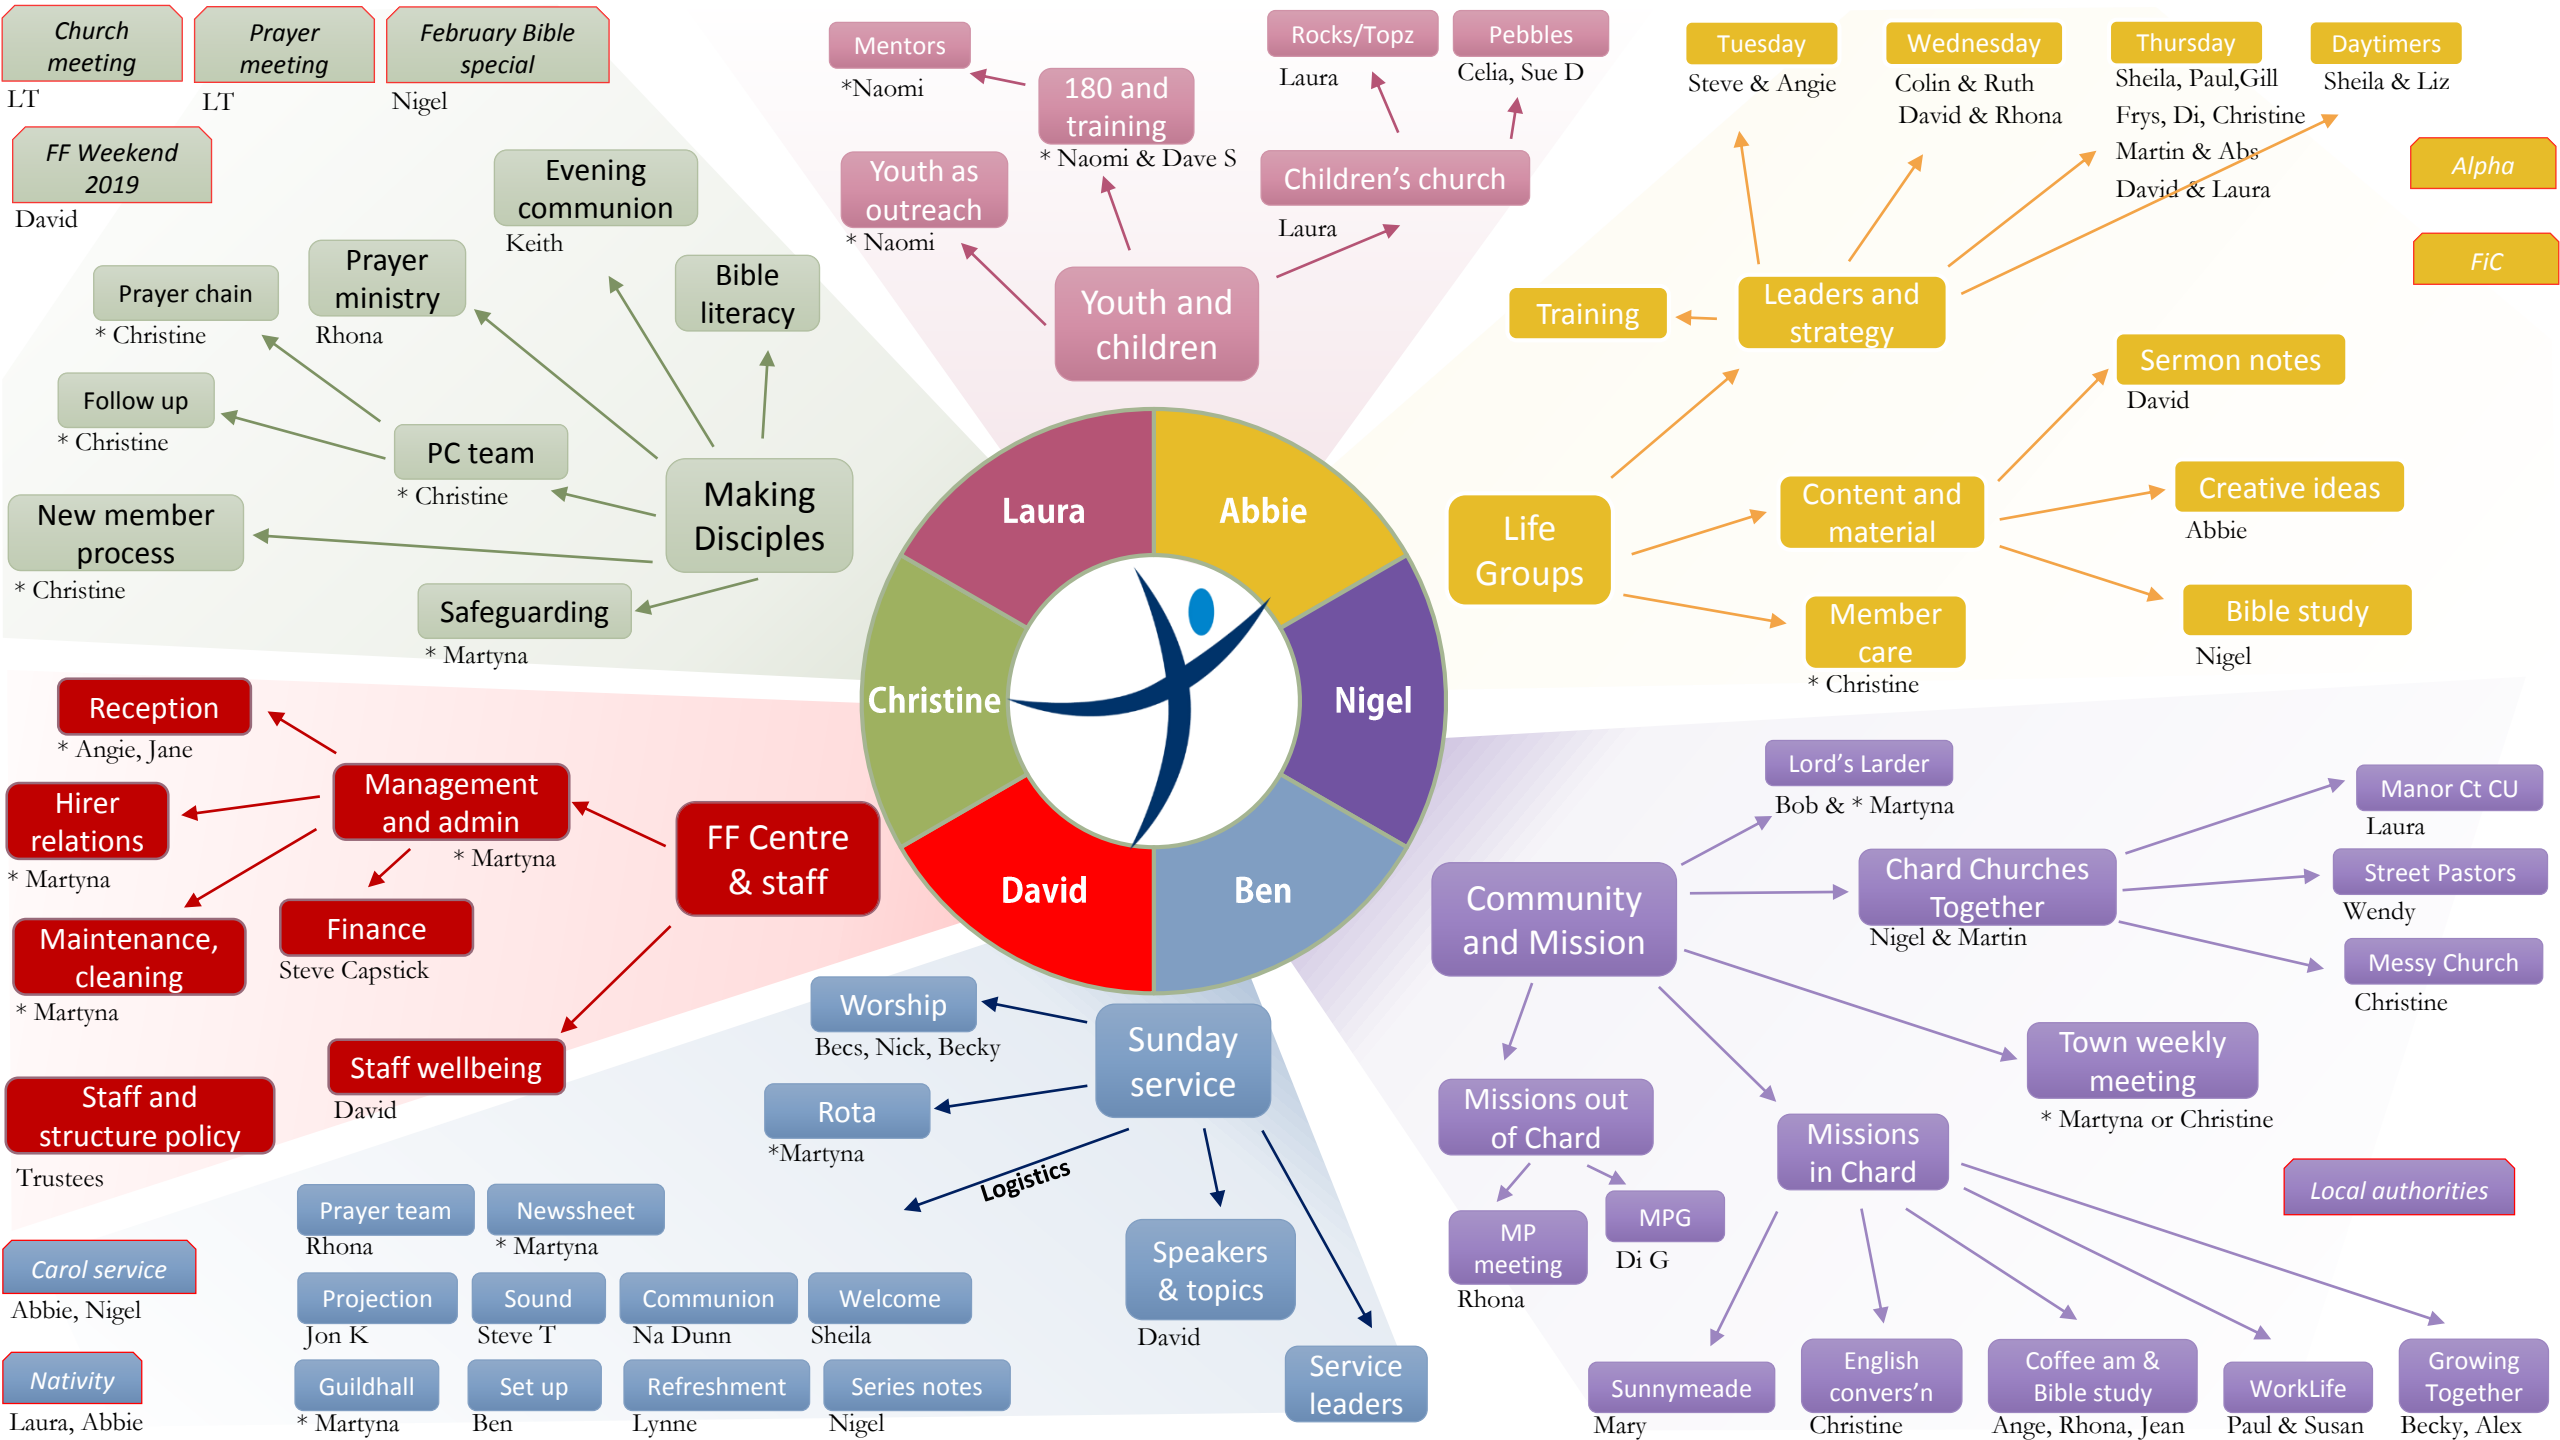 Church
meeting
LT
Prayer
meeting
LT
February Bible
special
Nigel
FF Weekend
2019
David
Evening
communion
Keith
Prayer
ministry
Rhona
Bible
literacy
Prayer chain
* Christine
Follow up
* Christine
PC team
* Christine
New member
process
* Christine
Making
Disciples
Safeguarding
* Martyna
Mentors
*Naomi
180 and
training
* Naomi & Dave S
Youth as
outreach
* Naomi
Rocks/Topz
Laura
Pebbles
Celia, Sue D
Children's church
Laura
Youth and
children
Tuesday
Steve & Angie
Wednesday
Colin & Ruth
David & Rhona
Thursday
Sheila, Paul,Gill
Frys, Di, Christine
Martin & Abs
David & Laura
Daytimers
Sheila & Liz
Alpha
FiC
Training
Leaders and
strategy
Sermon notes
David
Life
Groups
Content and
material
Creative ideas
Abbie
Bible study
Nigel
Member
care
* Christine
Laura
Abbie
Christine
Nigel
David
Ben
Reception
* Angie, Jane
Hirer
relations
* Martyna
Management
and admin
* Martyna
FF Centre
& staff
Maintenance,
cleaning
* Martyna
Finance
Steve Capstick
Staff wellbeing
David
Staff and
structure policy
Trustees
Worship
Becs, Nick, Becky
Sunday
service
Rota
*Martyna
Logistics
Prayer team
Rhona
Newssheet
* Martyna
Carol service
Abbie, Nigel
Projection
Jon K
Sound
Steve T
Communion
Na Dunn
Welcome
Sheila
Speakers
& topics
David
Nativity
Laura, Abbie
Guildhall
* Martyna
Set up
Ben
Refreshment
Lynne
Series notes
Nigel
Service
leaders
Lord's Larder
Bob & * Martyna
Community
and Mission
Chard Churches
Together
Nigel & Martin
Manor Ct CU
Laura
Street Pastors
Wendy
Messy Church
Christine
Town weekly
meeting
* Martyna or Christine
Missions out
of Chard
Missions
in Chard
Local authorities
MP
meeting
Rhona
MPG
Di G
Sunnymeade
Mary
English
convers'n
Christine
Coffee am &
Bible study
Ange, Rhona, Jean
WorkLife
Paul & Susan
Growing
Together
Becky, Alex